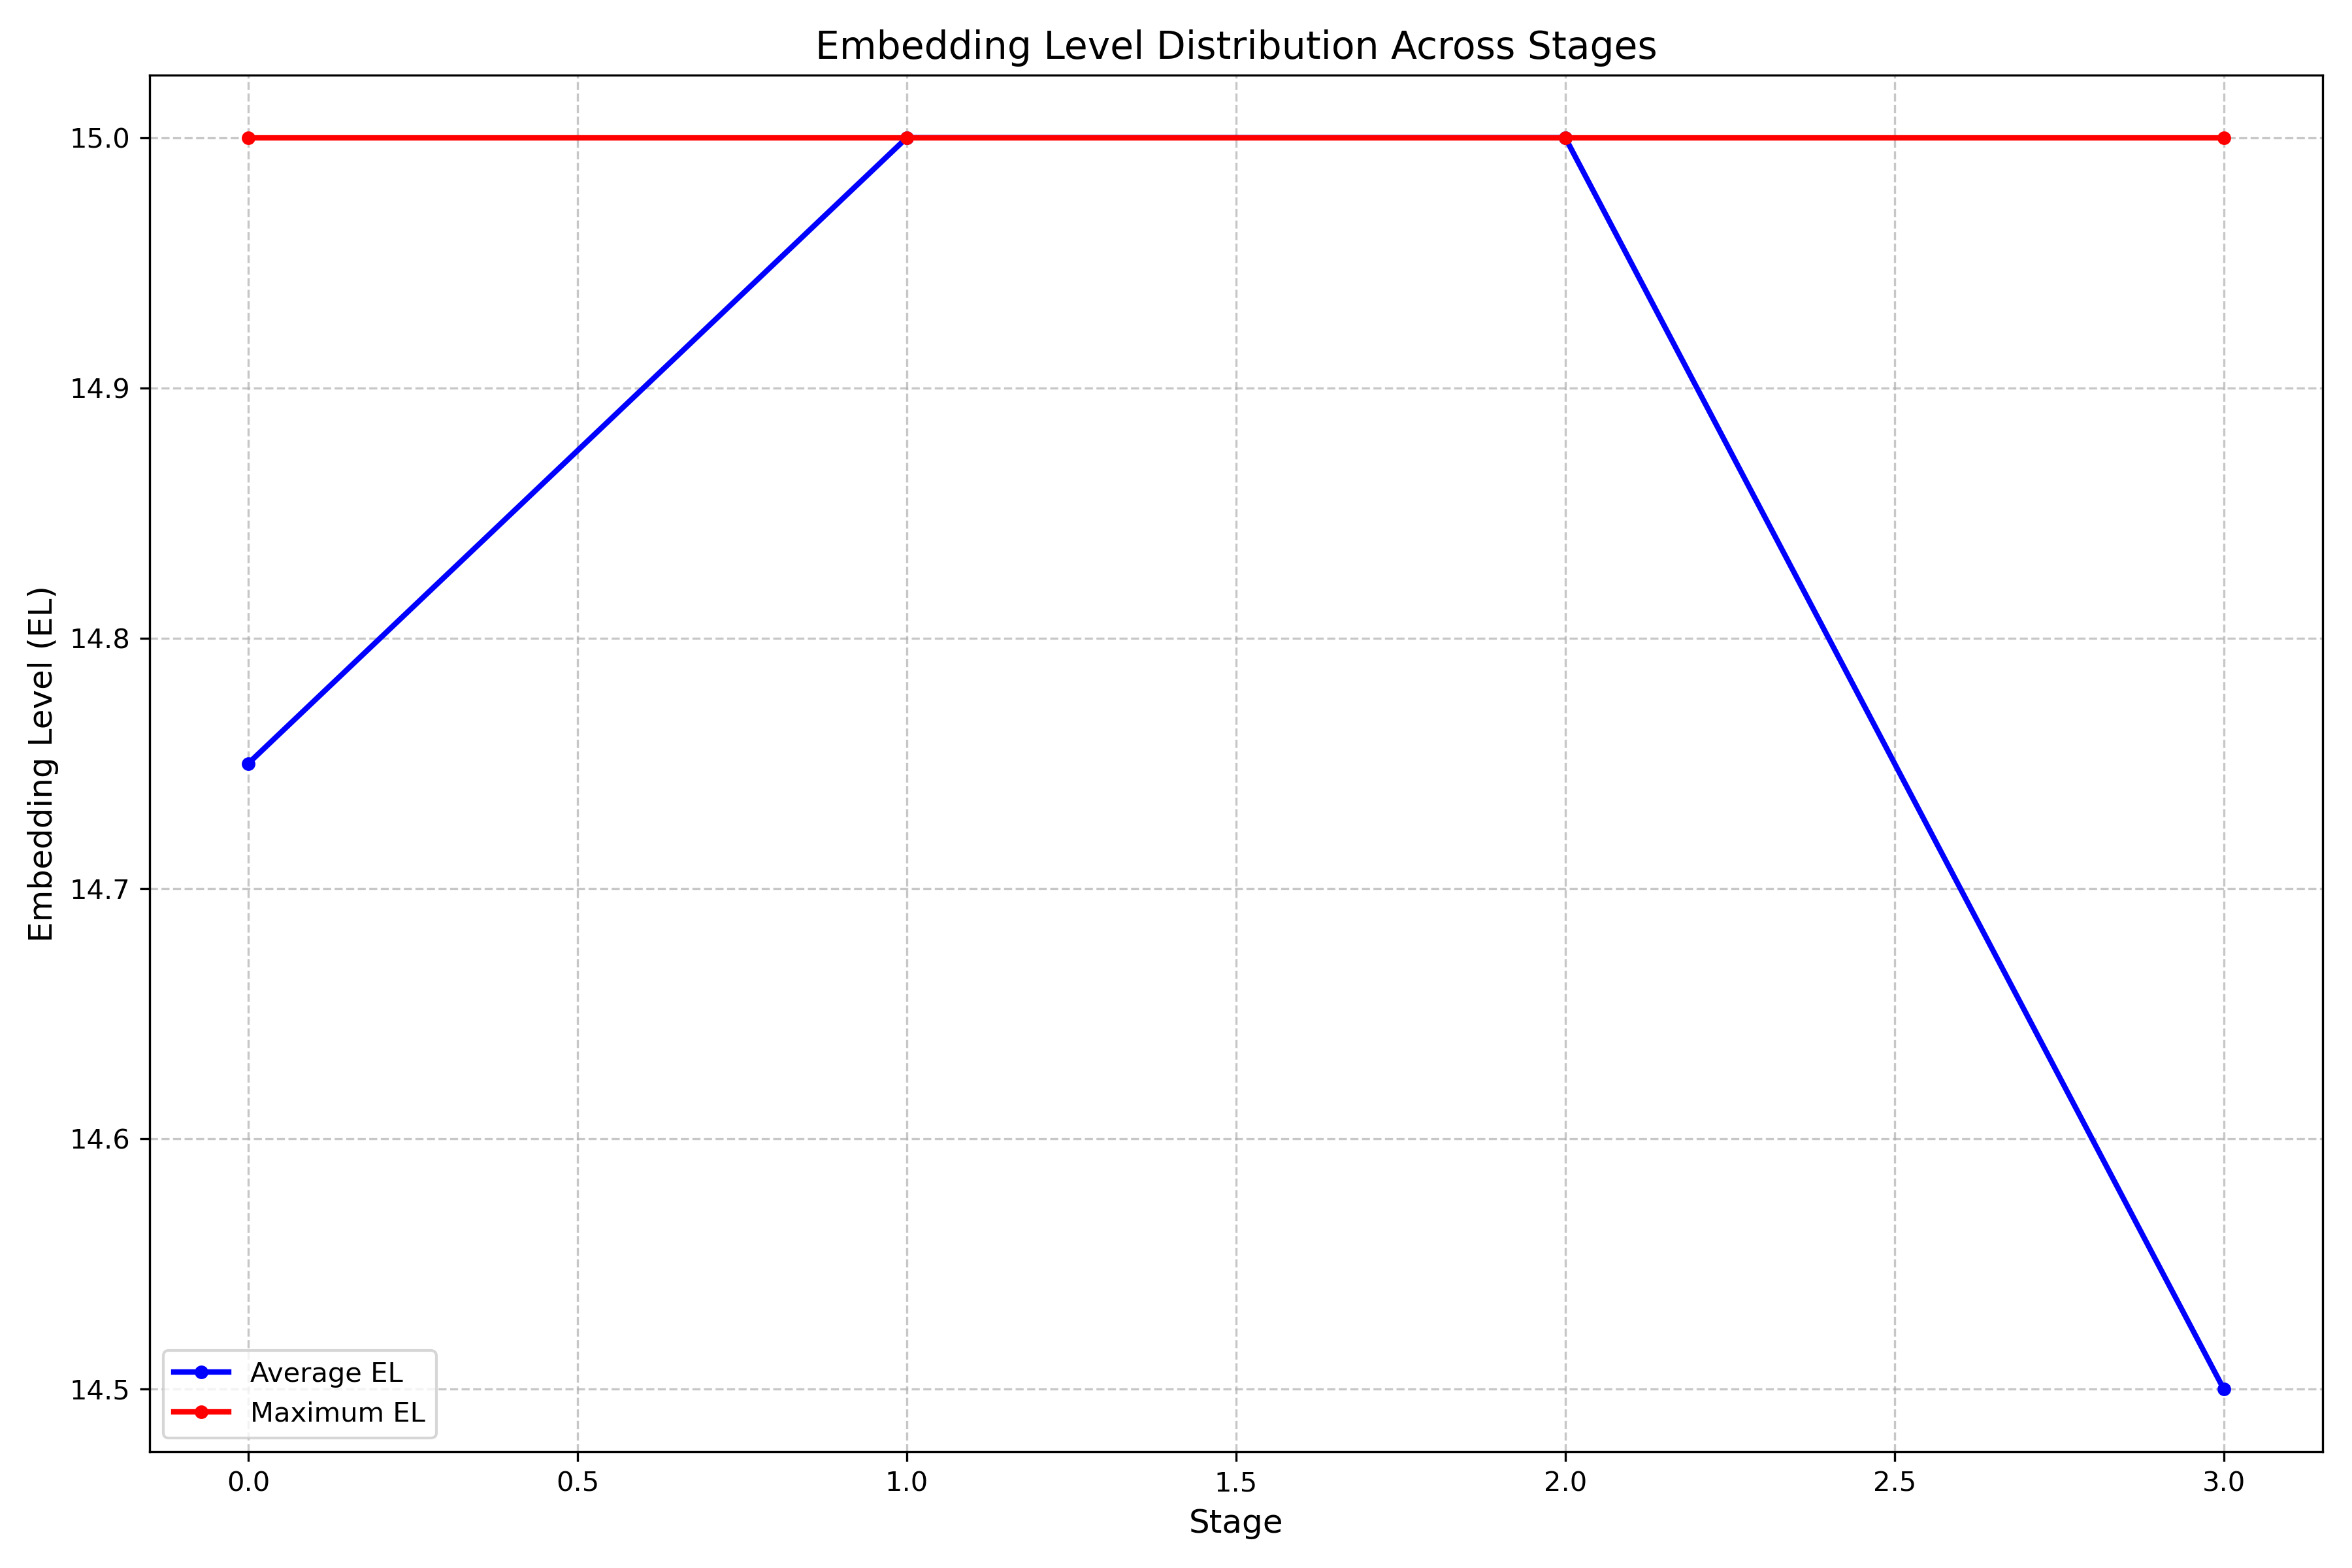 Embedding Level Distribution Across Stages
15.0
14.9
14.8
14.7
14.6
14.5
Embedding Level (EL)
Average EL
Maximum EL
0.0 0.5 1.0 1.5 2.0 2.5 3.0
Stage